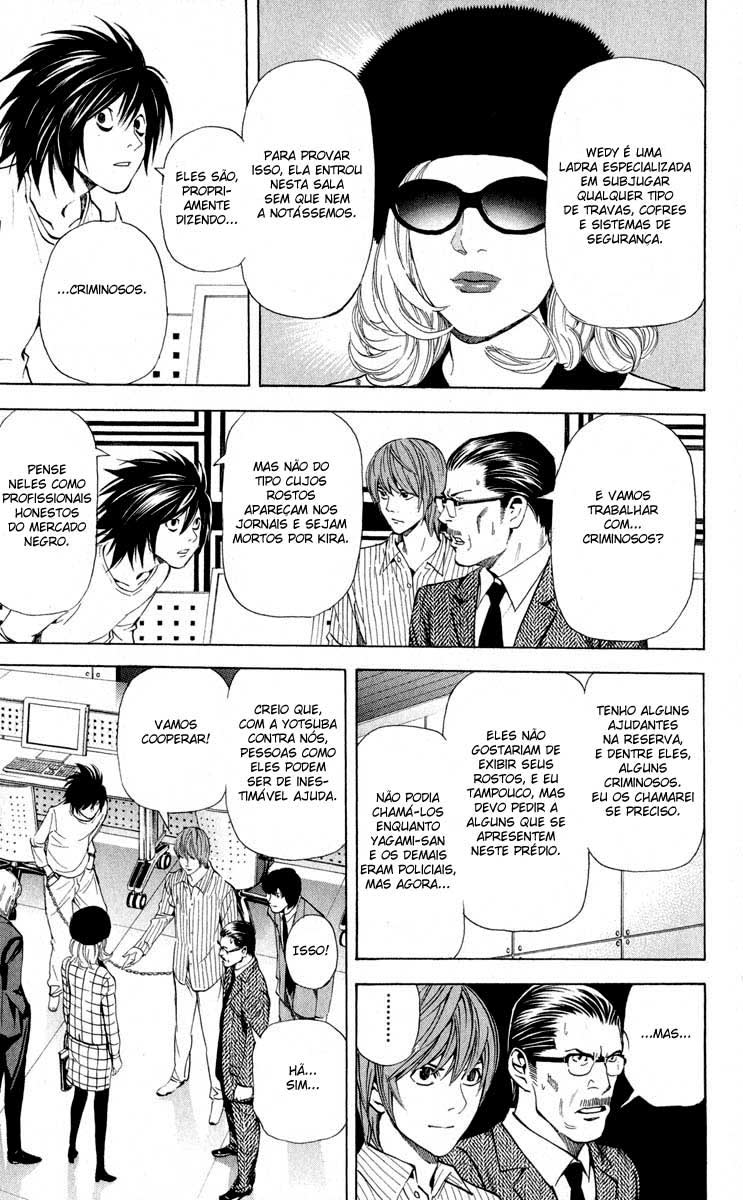 WEDY É UMA
LADRA ESPECIALIZADA
EM SUBJUGAR
QUALQUER TIPO
DE TRAVAS, COFRES
E SISTEMAS DE
SEGURANÇA.
PARA PROVAR
ISSO, ELA ENTROU
NESTA SALA
SEM QUE NEM
A NOTÁSSEMOS.
ELES SÃO,
PROPRI-
AMENTE
DIZENDO...
...CRIMINOSOS.
E VAMOS
TRABALHAR
COM...
CRIMINOSOS?
MAS NÃO DO
TIPO CUJOS
ROSTOS
APAREÇAM NOS
JORNAIS E SEJAM
MORTOS POR KIRA.
PENSE
NELES COMO
PROFISSIONAIS
HONESTOS
DO MERCADO
NEGRO.
TENHO ALGUNS
AJUDANTES
NA RESERVA,
E DENTRE ELES,
ALGUNS
CRIMINOSOS.
EU OS CHAMAREI
SE PRECISO.
ELES NÃO
GOSTARIAM DE
EXIBIR SEUS
ROSTOS, E EU
TAMPOUCO, MAS
DEVO PEDIR A
ALGUNS QUE SE
APRESENTEM
NESTE PRÉDIO.
NÃO PODIA
CHAMÁ-LOS
ENQUANTO
YAGAMI-SAN
E OS DEMAIS
ERAM POLICIAIS,
MAS AGORA...
...MAS...
.......
CREIO QUE,
COM A YOTSUBA
CONTRA NÓS,
PESSOAS COMO
ELES PODEM
SER DE INES-
TIMÁVEL AJUDA.
VAMOS
COOPERAR!
ISSO!
HÃ...
SIM...